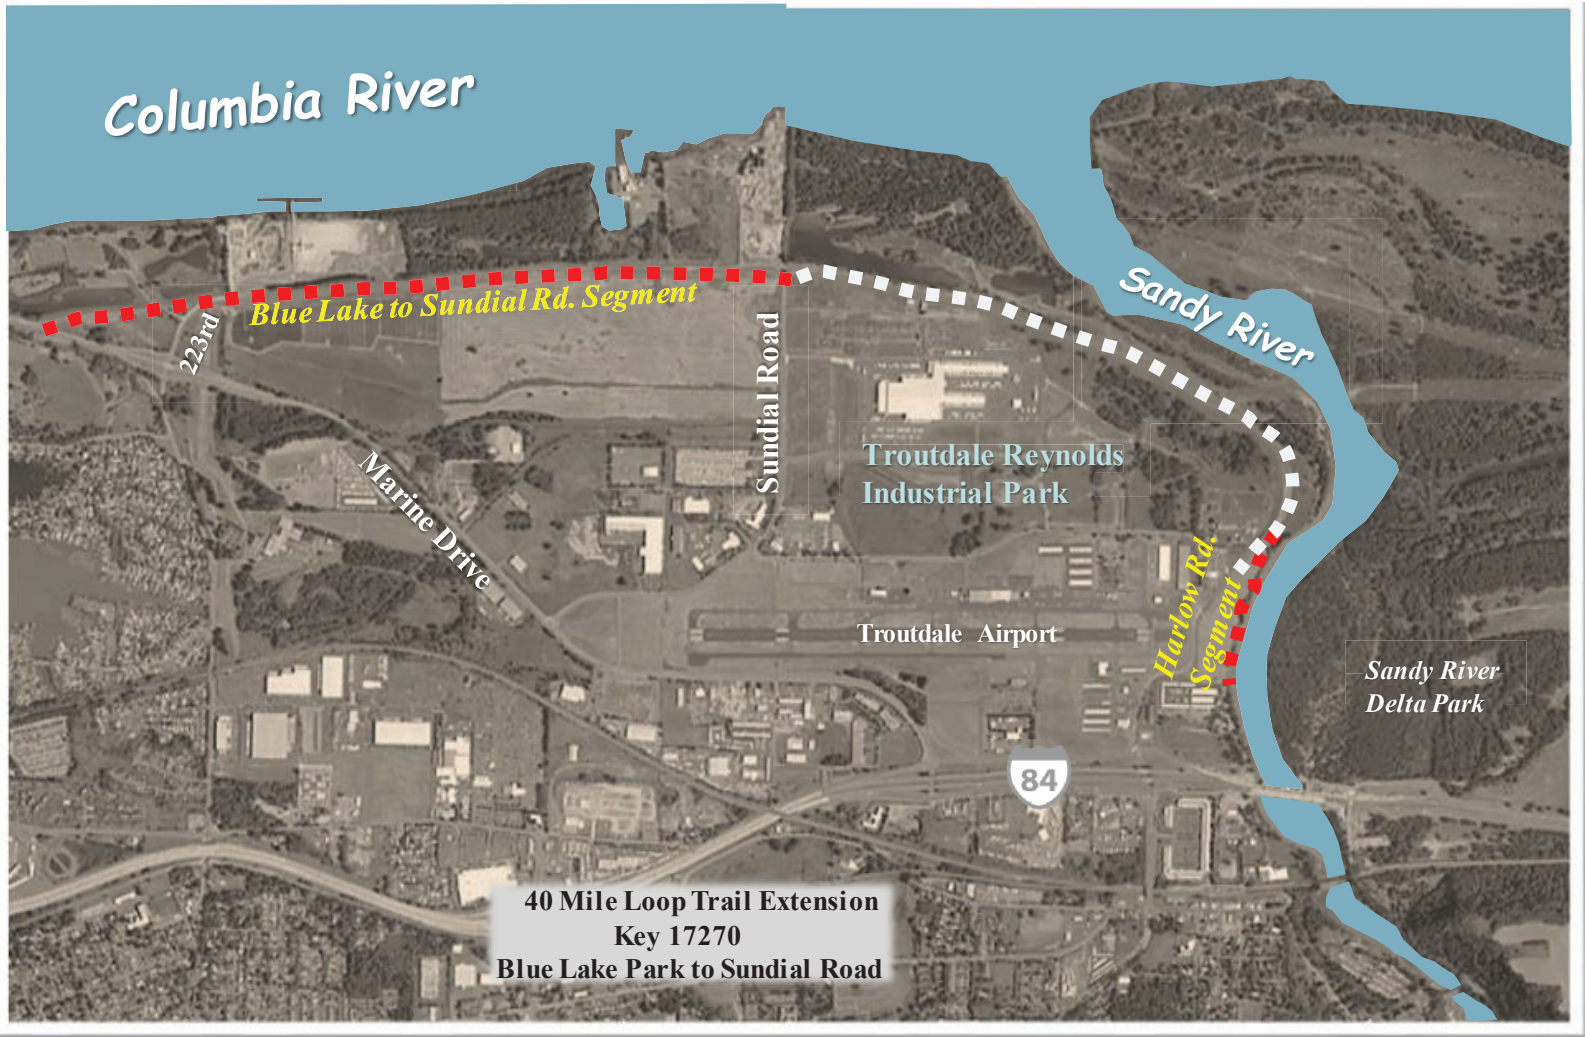 Columbia River
Sandy River
Blue Lake to Sundial Rd. Segment
223rd
Sundial Road
Marine Drive
Troutdale Reynolds
Industrial Park
Harlow Rd.
Segment
Troutdale Airport
Sandy River
Delta Park
84
40 Mile Loop Trail Extension
Key 17270
Blue Lake Park to Sundial Road